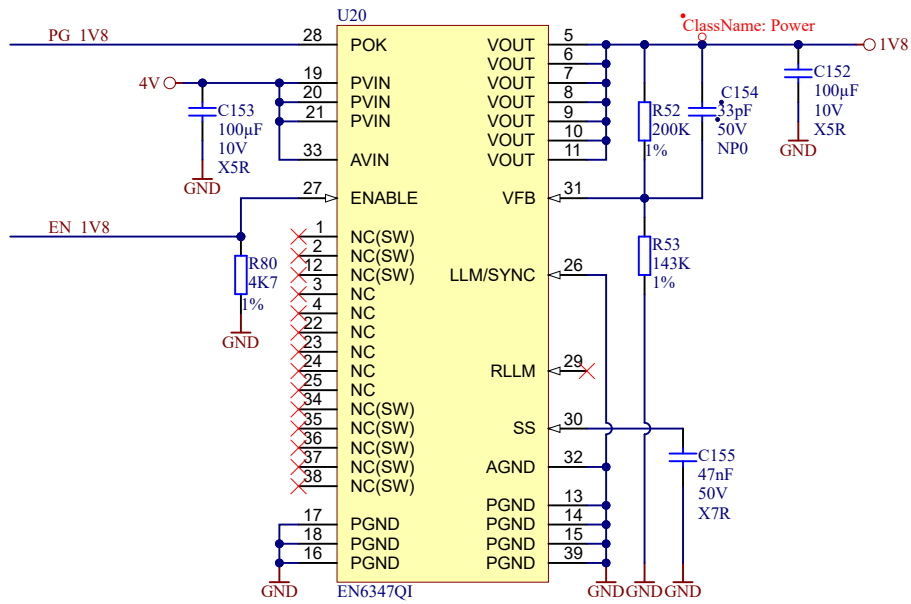 U20
ClassName: Power
PG 1V8
28 POK
VOUT 5
1V8
VOUT 6
4V
19 PVIN
VOUT 7
20 PVIN
VOUT 8
21 PVIN
VOUT 9
VOUT 10
33 AVIN
VOUT 11
C153
100µF
10V
X5R
GND
R52
200K
1%
C154
33pF
50V
NP0
C152
100µF
10V
X5R
GND
27 ENABLE
VFB 31
EN 1V8
1 NC(SW)
2 NC(SW)
12 NC(SW)
LLM/SYNC 26
3 NC
4 NC
22 NC
23 NC
24 NC
RLLM 29
25 NC
34 NC(SW)
35 NC(SW)
SS 30
36 NC(SW)
37 NC(SW)
AGND 32
38 NC(SW)
R80
4K7
1%
GND
R53
143K
1%
C155
47nF
50V
X7R
PGND 13
17 PGND
PGND 14
18 PGND
PGND 15
16 PGND
PGND 39
GND
GND
GND
GND
EN6347QI